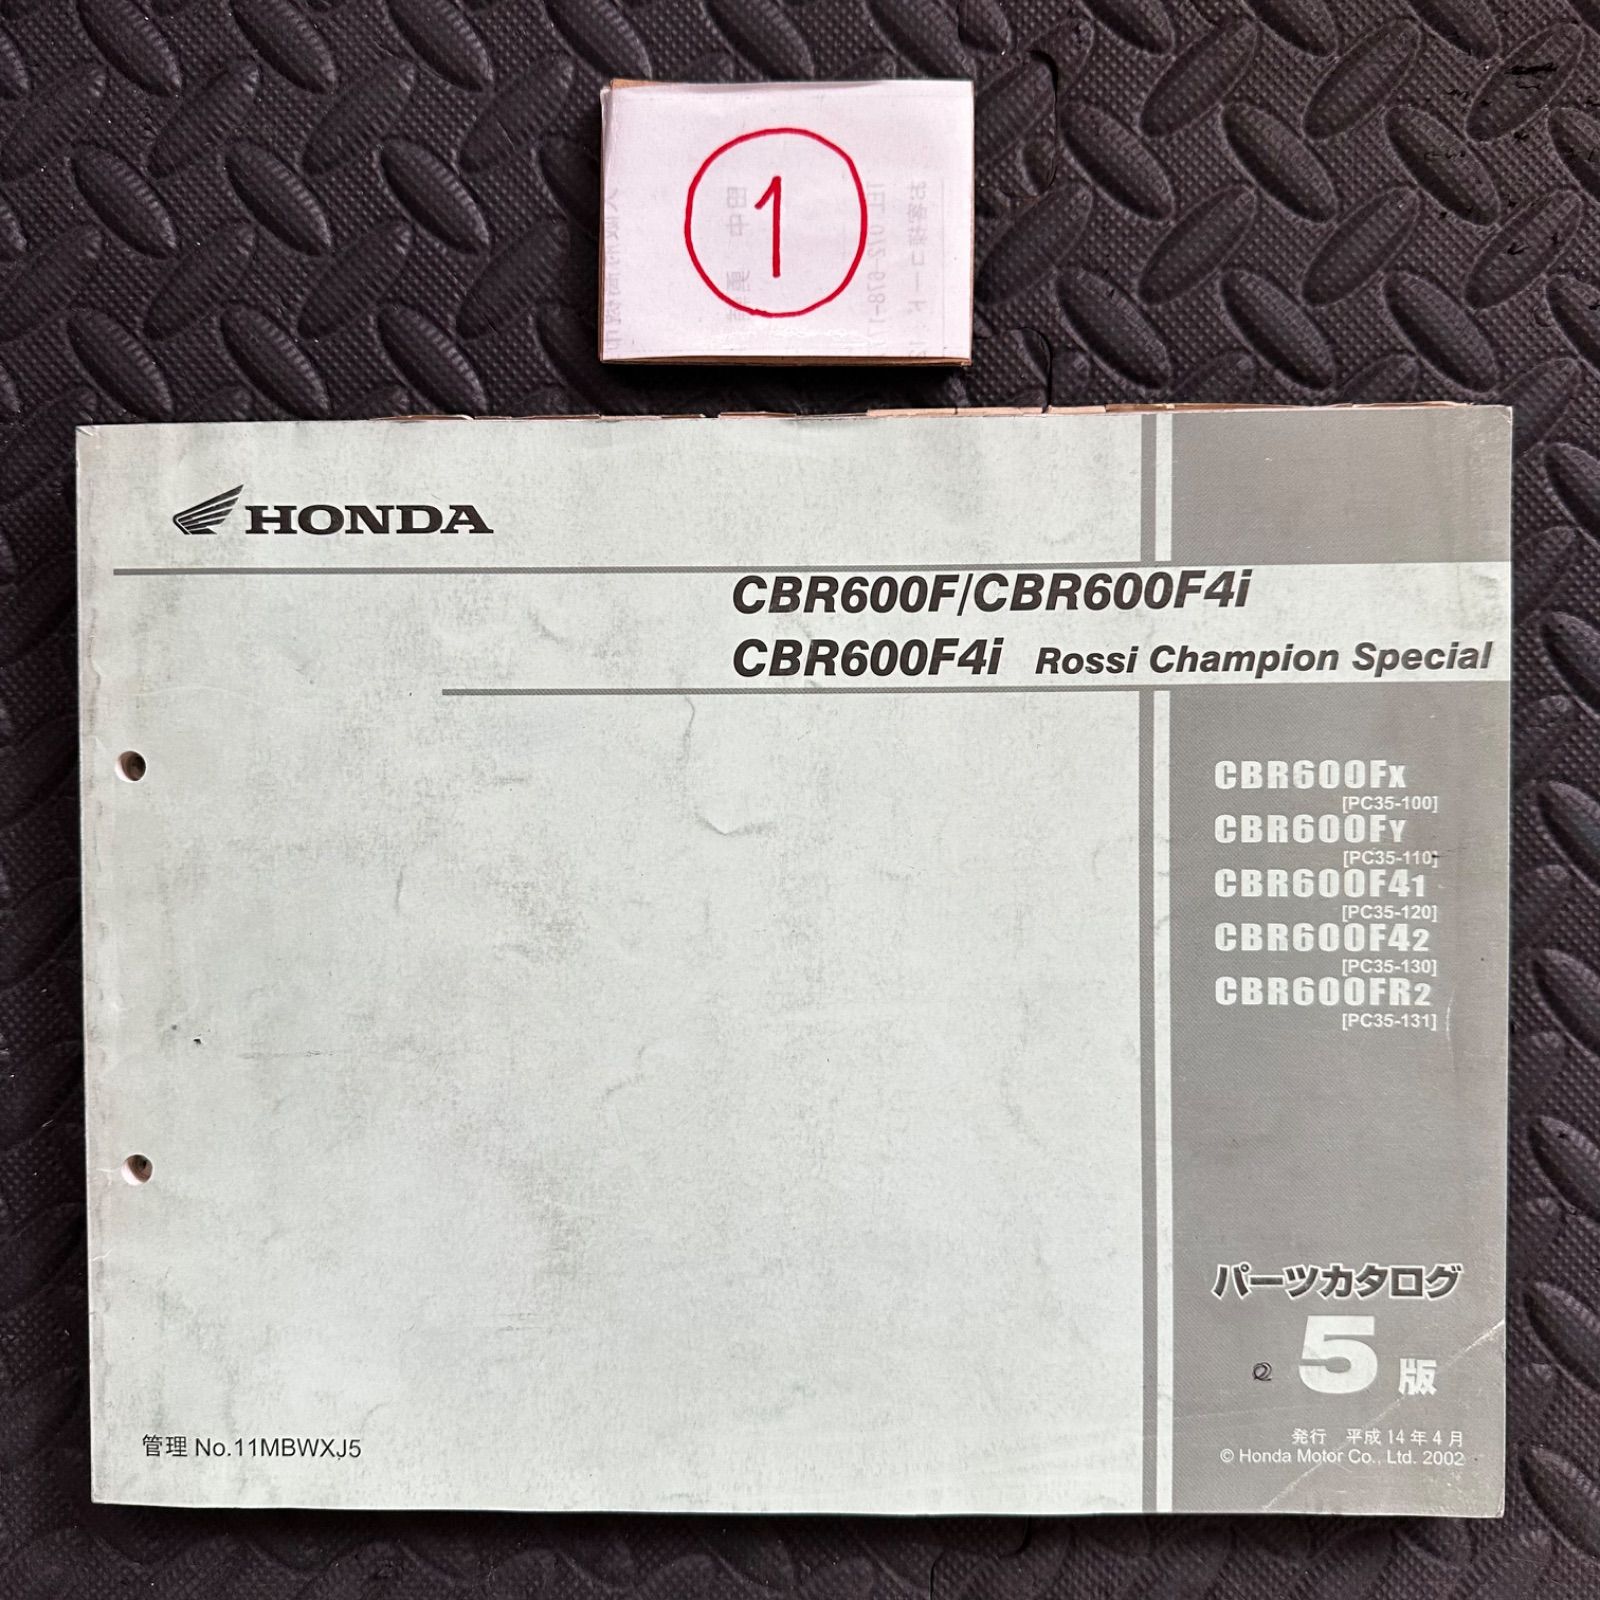 1
HONDA
CBR600F/CBR600F4i
CBR600F4i Rossi Champion Special
CBR600FX
[PC35-100]
CBR600FY
[PC35-110]
CBR600F41
[PC35-120]
CBR600F42
[PC35-130]
CBR600FR2
[PC35-131]
パーツカタログ
5版
発行 平成14年4月
© Honda Motor Co., Ltd. 2002
管理 No.11MBWXJ5